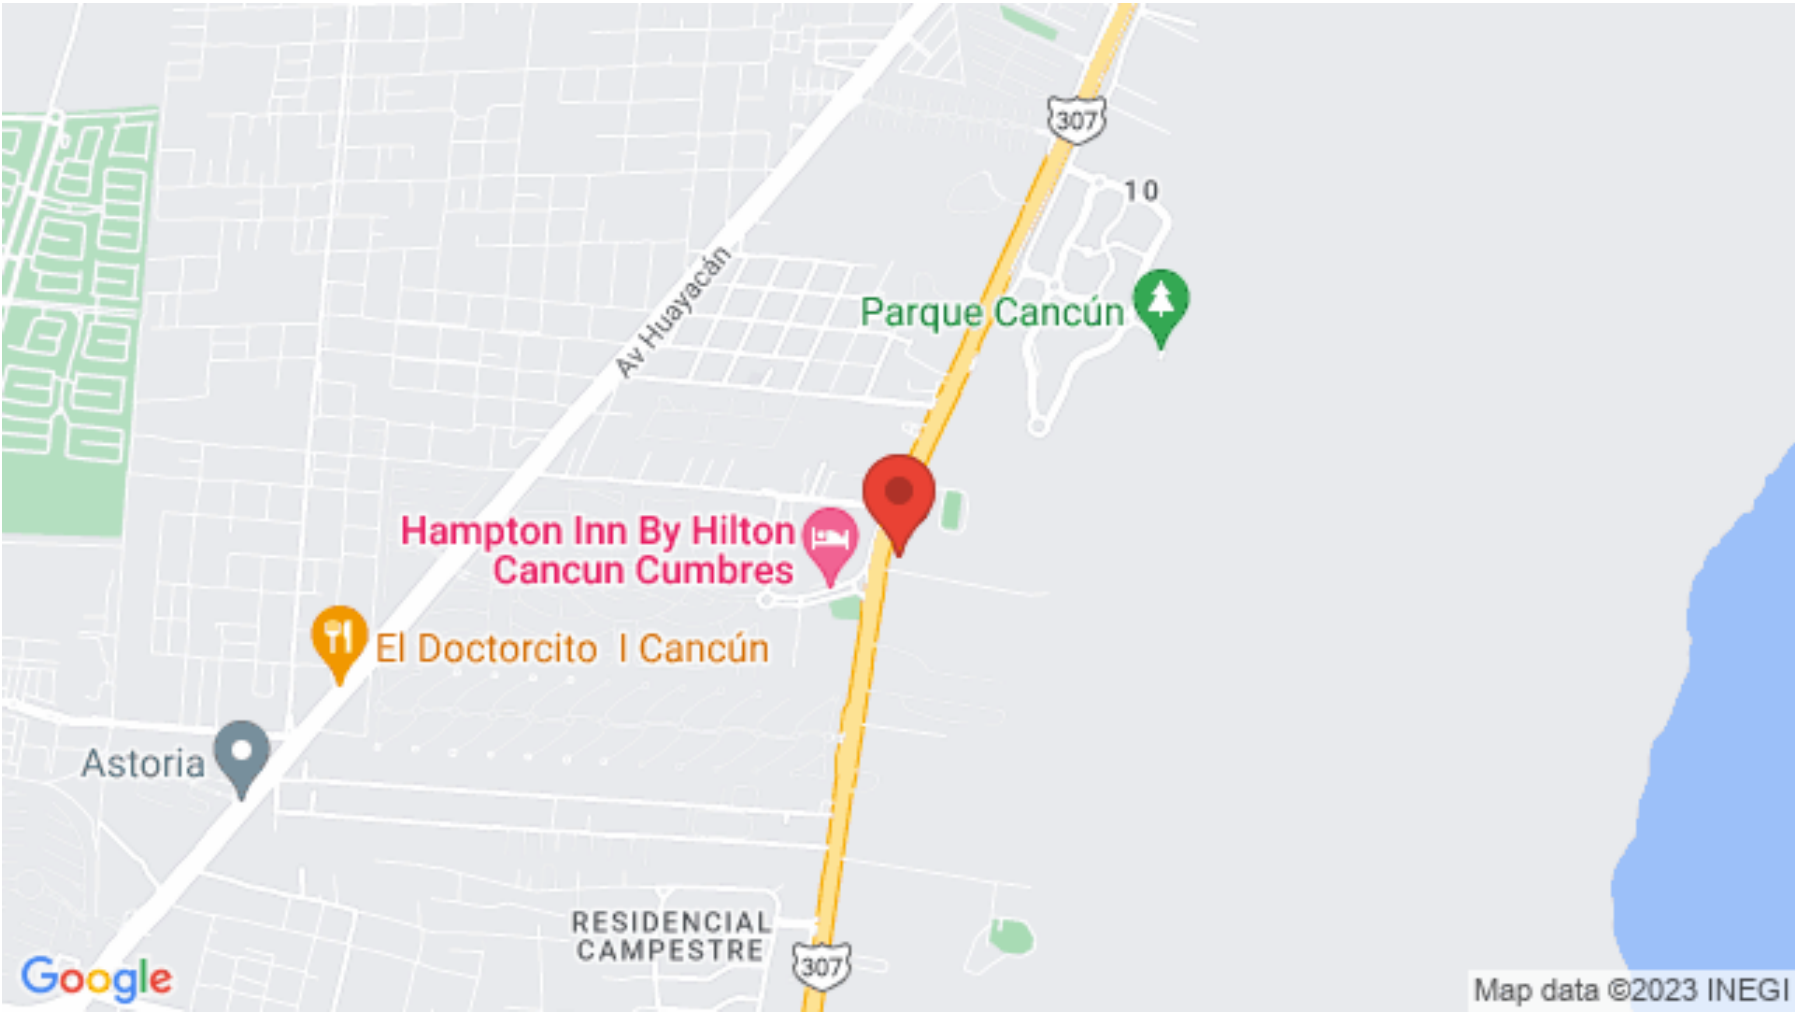 307
10
Av Huayacán
Parque Cancún
Hampton Inn By Hilton
Cancun Cumbres
El Doctorcito I Cancún
Astoria
RESIDENCIAL
CAMPESTRE
307
Google
Map data ©2023 INEGI